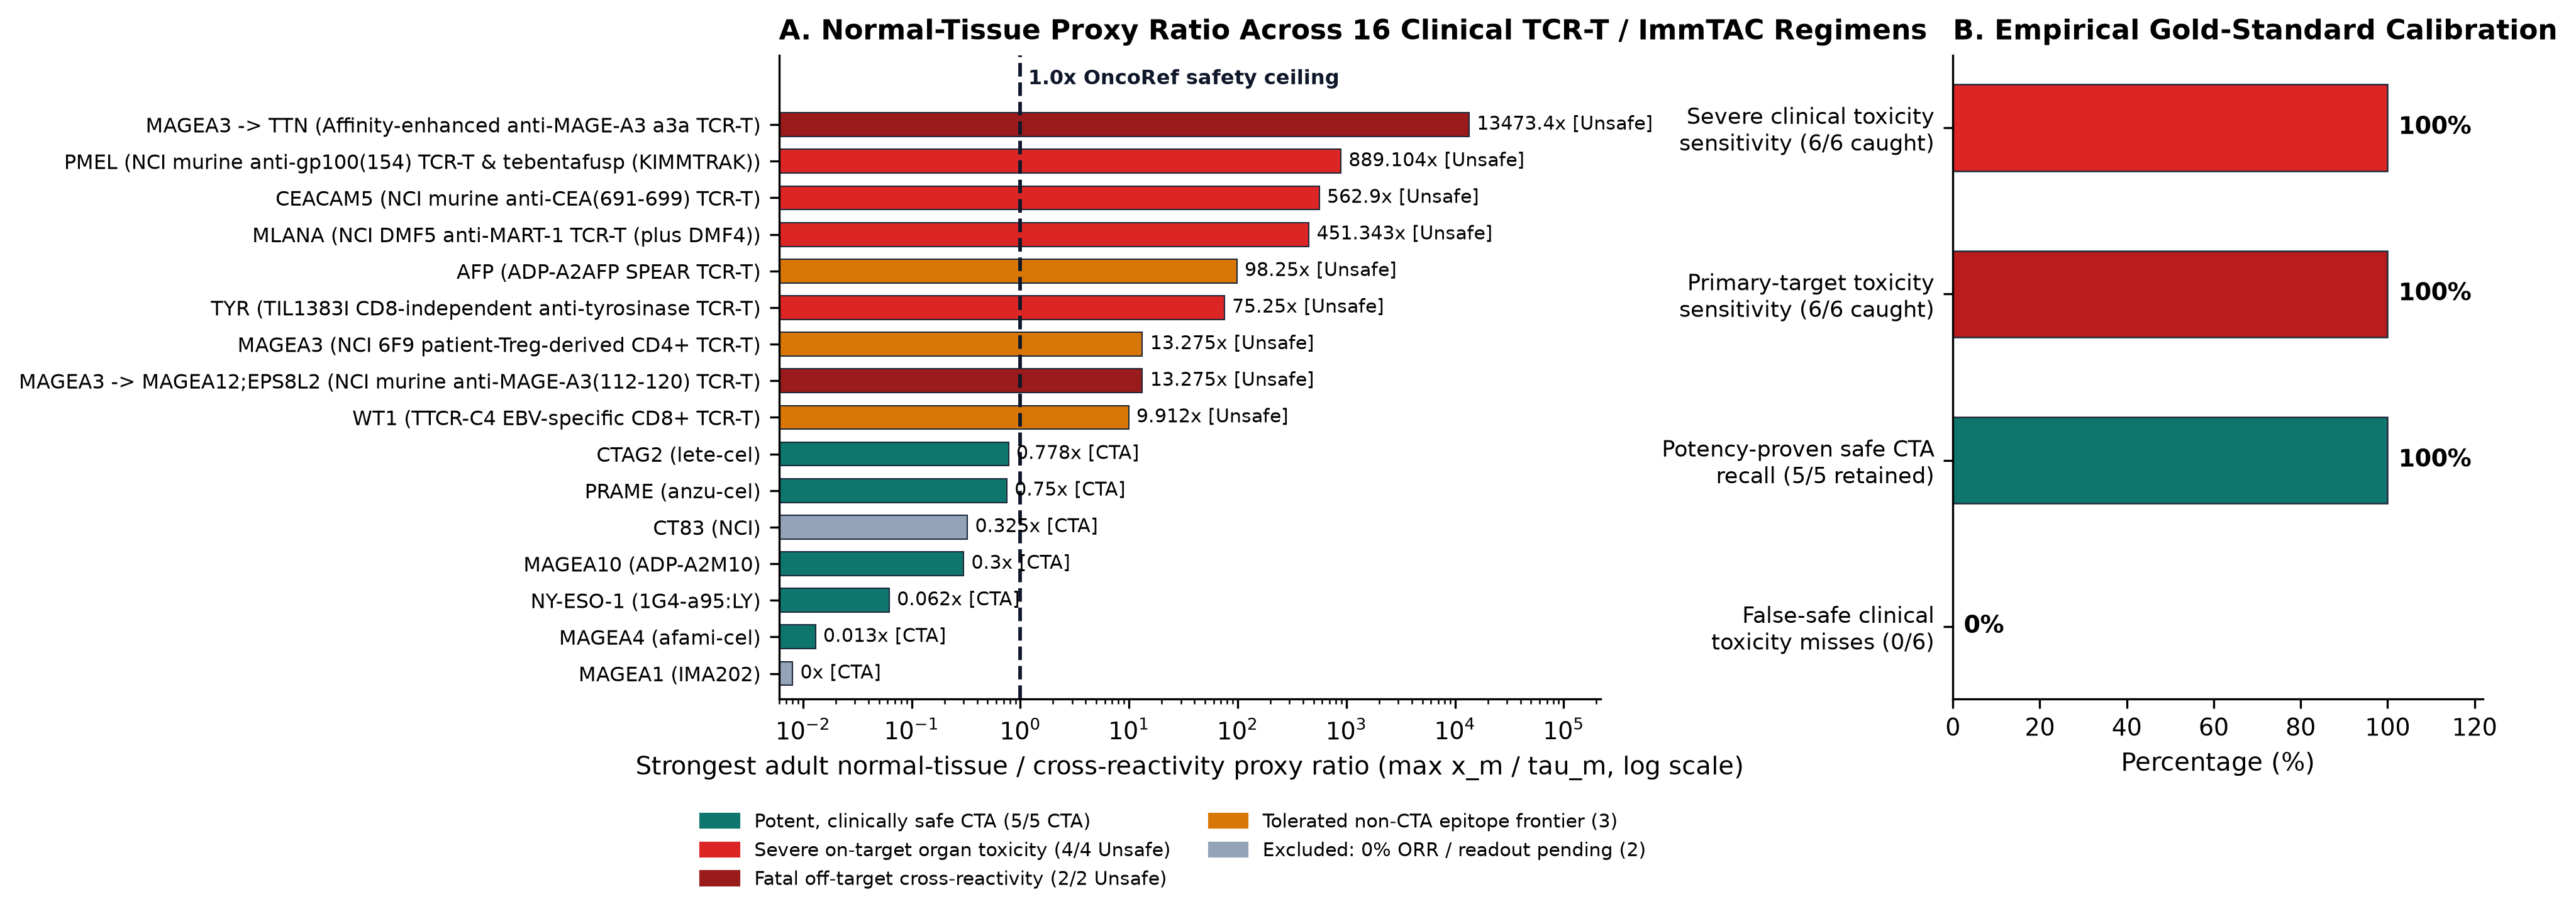 A. Normal-Tissue Proxy Ratio Across 16 Clinical TCR-T / ImmTAC Regimens
1.0x OncoRef safety ceiling
MAGEA3 -> TTN (Affinity-enhanced anti-MAGE-A3 a3a TCR-T)
13473.4x [Unsafe]
PMEL (NCI murine anti-gp100(154) TCR-T & tebentafusp (KIMMTRAK))
889.104x [Unsafe]
CEACAM5 (NCI murine anti-CEA(691-699) TCR-T)
562.9x [Unsafe]
MLANA (NCI DMF5 anti-MART-1 TCR-T (plus DMF4))
451.343x [Unsafe]
AFP (ADP-A2AFP SPEAR TCR-T)
98.25x [Unsafe]
TYR (TIL1383I CD8-independent anti-tyrosinase TCR-T)
75.25x [Unsafe]
MAGEA3 (NCI 6F9 patient-Treg-derived CD4+ TCR-T)
13.275x [Unsafe]
MAGEA3 -> MAGEA12;EPS8L2 (NCI murine anti-MAGE-A3(112-120) TCR-T)
13.275x [Unsafe]
WT1 (TTCR-C4 EBV-specific CD8+ TCR-T)
9.912x [Unsafe]
CTAG2 (lete-cel)
0.778x [CTA]
PRAME (anzu-cel)
0.75x [CTA]
CT83 (NCI)
0.325x [CTA]
MAGEA10 (ADP-A2M10)
0.3x [CTA]
NY-ESO-1 (1G4-a95:LY)
0.062x [CTA]
MAGEA4 (afami-cel)
0.013x [CTA]
MAGEA1 (IMA202)
0x [CTA]
10⁻² 10⁻¹ 10⁰ 10¹ 10² 10³ 10⁴ 10⁵
Strongest adult normal-tissue / cross-reactivity proxy ratio (max x_m / tau_m, log scale)
Potent, clinically safe CTA (5/5 CTA)
Severe on-target organ toxicity (4/4 Unsafe)
Fatal off-target cross-reactivity (2/2 Unsafe)
Tolerated non-CTA epitope frontier (3)
Excluded: 0% ORR / readout pending (2)
B. Empirical Gold-Standard Calibration
Severe clinical toxicity
sensitivity (6/6 caught)
100%
Primary-target toxicity
sensitivity (6/6 caught)
100%
Potency-proven safe CTA
recall (5/5 retained)
100%
False-safe clinical
toxicity misses (0/6)
0%
0 20 40 60 80 100 120
Percentage (%)